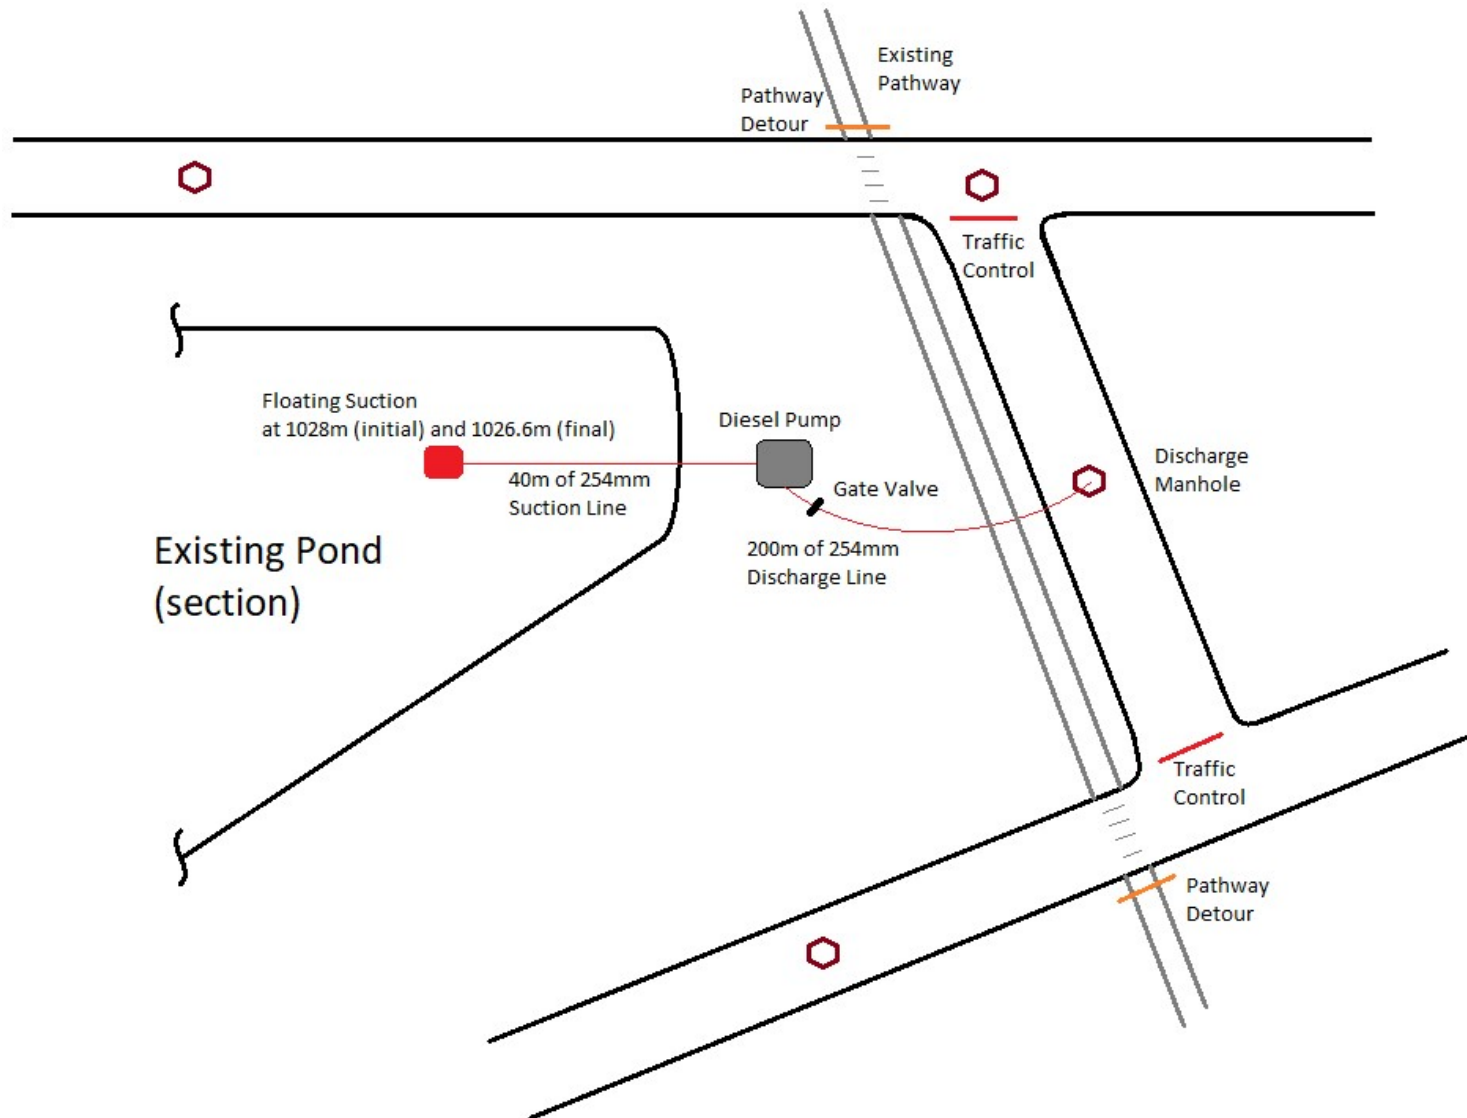 Existing
Pathway
Pathway
Detour
Traffic
Control
Floating Suction
at 1028m (initial) and 1026.6m (final)
Diesel Pump
40m of 254mm
Suction Line
Gate Valve
Discharge
Manhole
200m of 254mm
Discharge Line
Existing Pond
(section)
Traffic
Control
Pathway
Detour